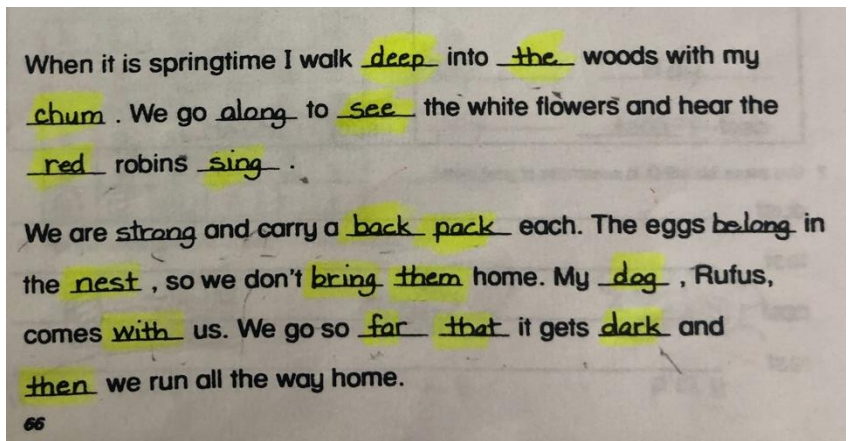 When it is springtime I walk deep into the woods with my
chum . We go along to see the white flowers and hear the
red robins sing .
We are strong and carry a back pack each. The eggs belong in
the nest , so we don't bring them home. My dog , Rufus,
comes with us. We go so far that it gets dark and
then we run all the way home.
66